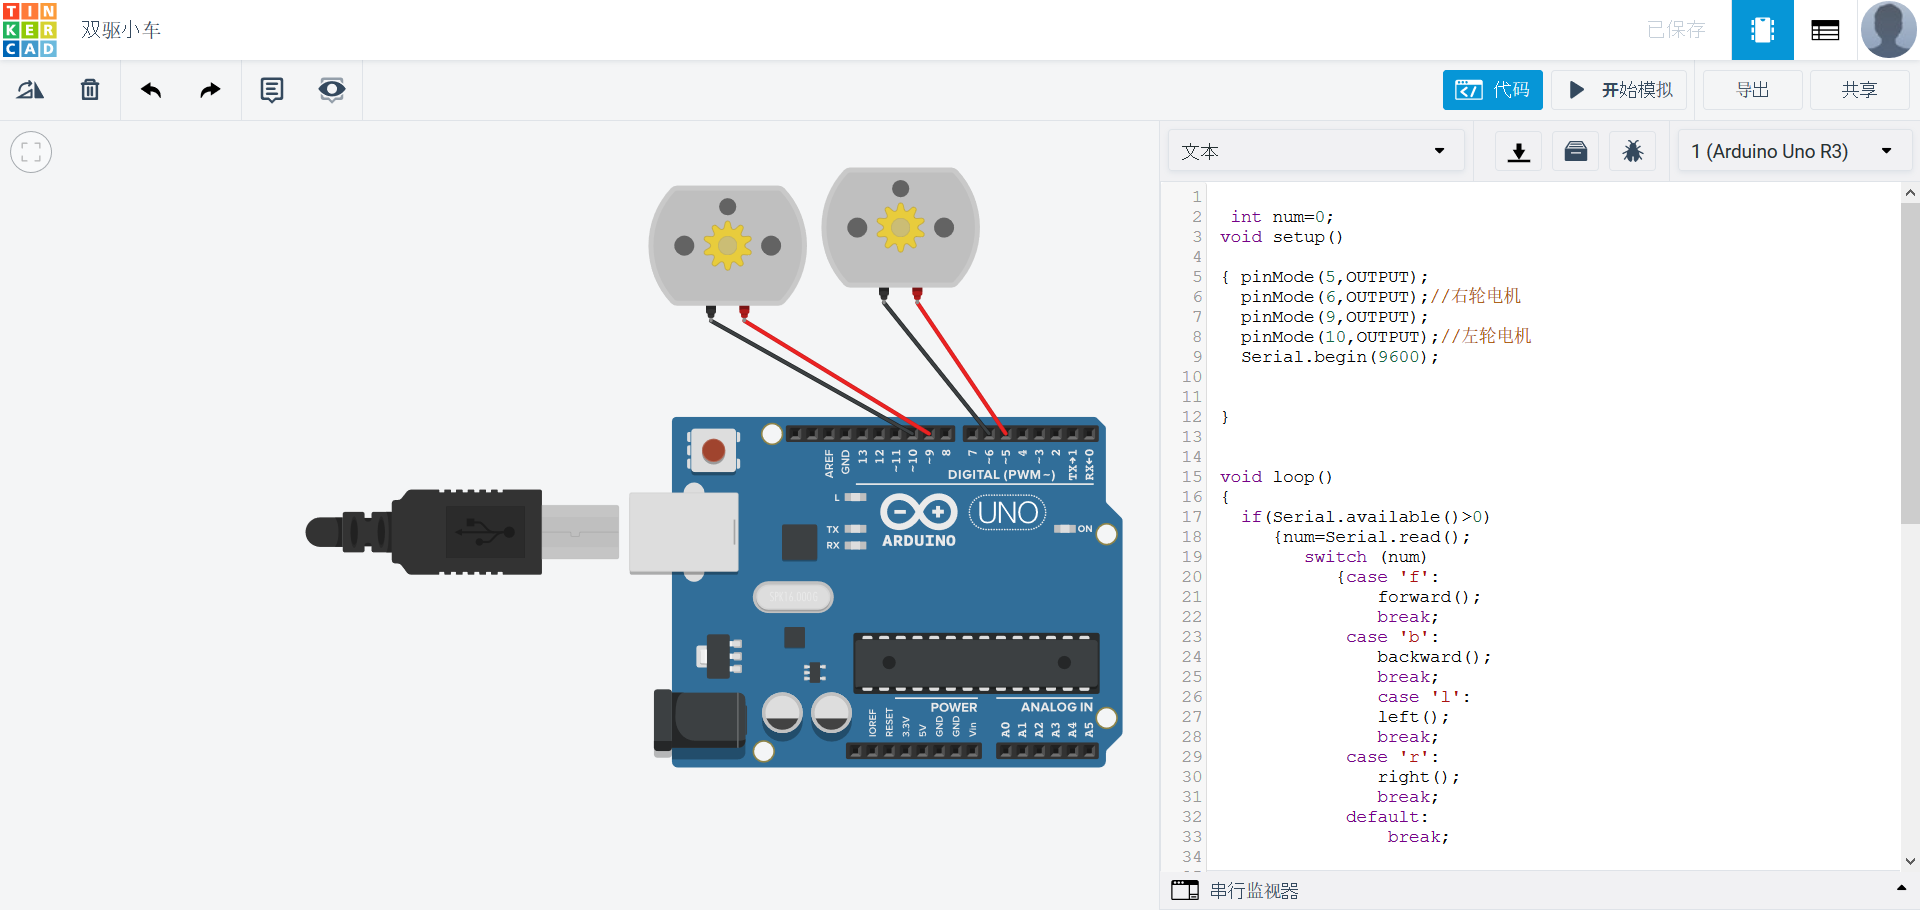 TIN
KER
CAD
双驱小车
已保存
代码
开始模拟
导出
共享
文本
1 (Arduino Uno R3)
1
2 int num=0;
3 void setup()
4
5 { pinMode(5,OUTPUT);
6 pinMode(6,OUTPUT);//右轮电机
7 pinMode(9,OUTPUT);
8 pinMode(10,OUTPUT);//左轮电机
9 Serial.begin(9600);
10
11
12 }
13
14
15 void loop()
16 {
17 if(Serial.available()>0)
18 {num=Serial.read();
19 switch (num)
20 {case 'f':
21 forward();
22 break;
23 case 'b':
24 backward();
25 break;
26 case 'l':
27 left();
28 break;
29 case 'r':
30 right();
31 break;
32 default:
33 break;
34
串行监视器
AREF
GND
13
12
~11
~10
~9
8
7
~6
~5
4
~3
2
TX→1
RX←0
DIGITAL (PWM~)
L
TX
RX
ARDUINO
UNO
ON
POWER
ANALOG IN
IOREF
RESET
3.3V
5V
GND
GND
Vin
A0
A1
A2
A3
A4
A5